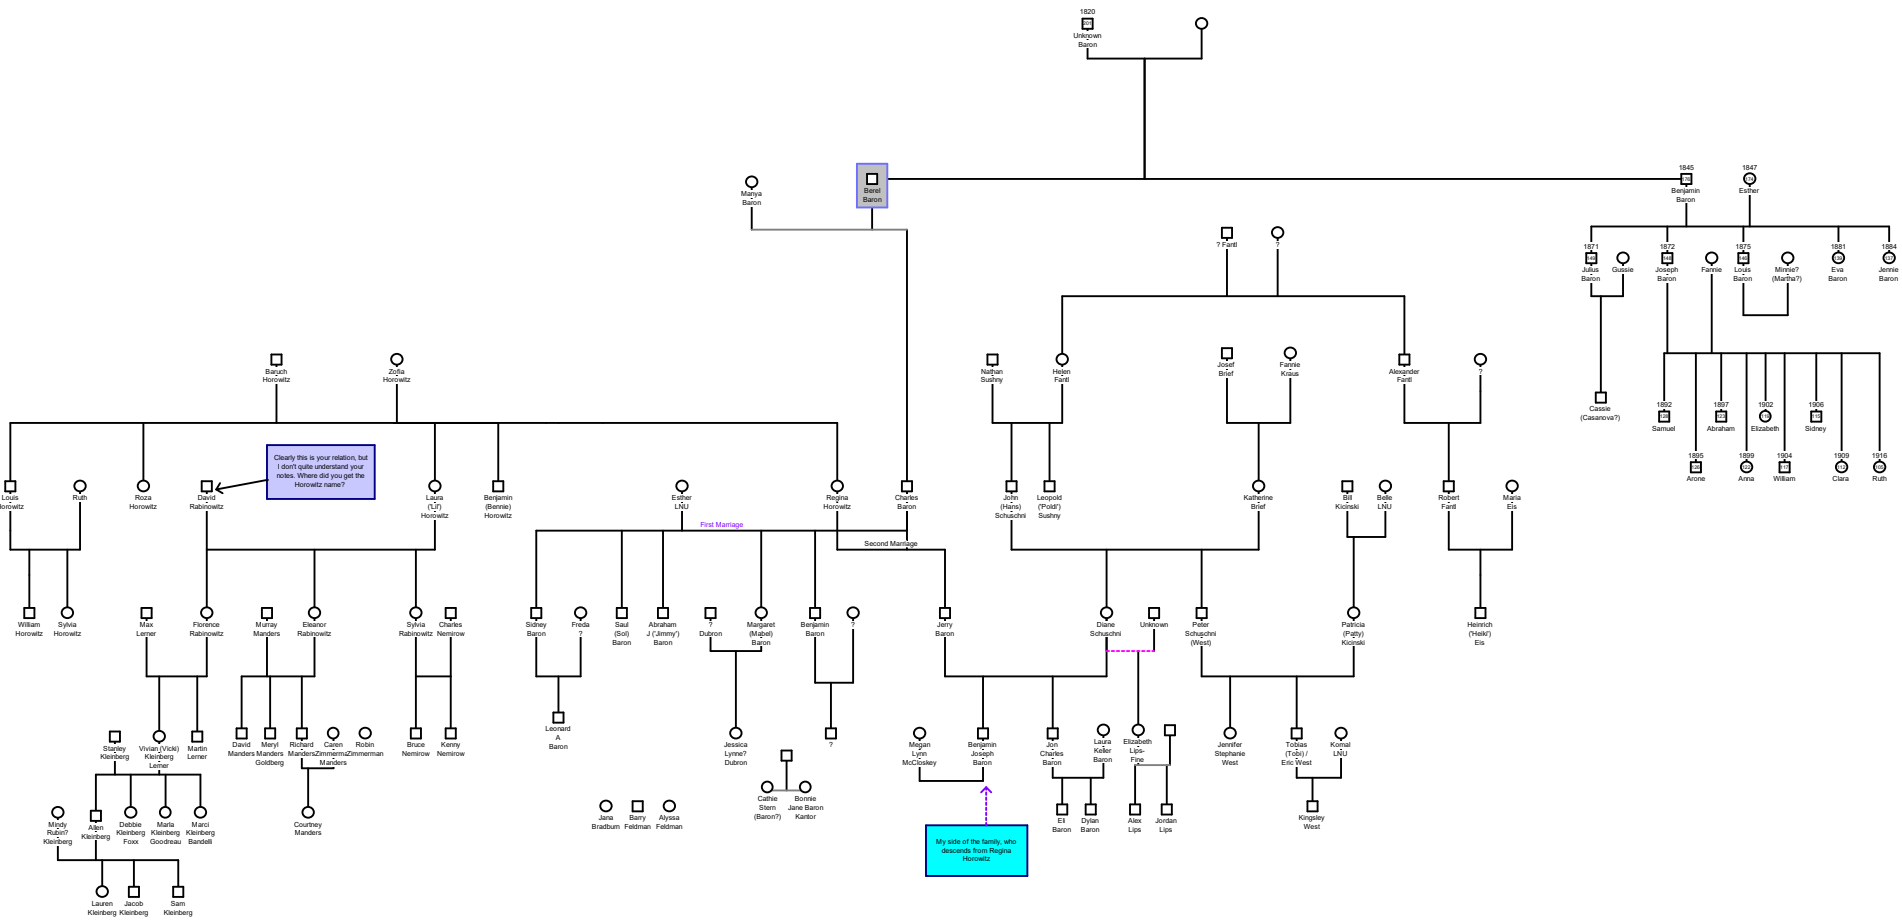 1820
Unknown
Baron
Manya
Baron
Berel
Baron
1845
Benjamin
Baron
1847
Esther
? Fantl
?
1871
Julius
Baron
Gussie
1872
Joseph
Baron
Fannie
1875
Louis
Baron
Minnie?
(Martha?)
1881
Eva
Baron
1884
Jennie
Baron
Baruch
Horowitz
Zofia
Horowitz
Nathan
Sushny
Helen
Fantl
Josef
Brief
Fannie
Kraus
Alexander
Fantl
?
Cassie
(Casanova?)
1892
Samuel
1897
Abraham
1902
Elizabeth
1906
Sidney
1895
Arone
1899
Anna
1904
William
1909
Clara
1916
Ruth
Clearly this is your relation, but
I don't quite understand your
notes. Where did you get the
Horowitz name?
Louis
Horowitz
Ruth
Roza
Horowitz
David
Rabinowitz
Laura
('Lil')
Horowitz
Benjamin
(Bennie)
Horowitz
Esther
LNU
Regina
Horowitz
Charles
Baron
John
(Hans)
Schuschni
Leopold
('Poldi')
Sushny
Katherine
Brief
Bill
Kicinski
Belle
LNU
Robert
Fantl
Maria
Eis
First Marriage
Second Marriage
William
Horowitz
Sylvia
Horowitz
Max
Lerner
Florence
Rabinowitz
Murray
Manders
Eleanor
Rabinowitz
Sylvia
Rabinowitz
Charles
Nemirow
Sidney
Baron
Freda
?
Saul
(Sol)
Baron
Abraham
J ('Jimmy')
Baron
?
Dubron
Margaret
(Mabel)
Baron
Benjamin
Baron
?
Jerry
Baron
Diane
Schuschni
Unknown
Peter
Schuschni
(West)
Patricia
(Patty)
Kicinski
Heinrich
('Heiki')
Eis
Stanley
Kleinberg
Vivian (Vicki)
Kleinberg
Lerner
Martin
Lerner
David
Manders
Meryl
Manders
Goldberg
Richard
Manders
Caren
Zimmerman
Manders
Robin
Zimmerman
Bruce
Nemirow
Kenny
Nemirow
Leonard
A
Baron
Jessica
Lynne?
Dubron
?
Megan
Lynn
McCloskey
Benjamin
Joseph
Baron
Jon
Charles
Baron
Laura
Keller
Baron
Elizabeth
Lips-
Fine
Jennifer
Stephanie
West
Tobias
(Tobi) /
Eric West
Komal
LNU
Mindy
Rubin?
Kleinberg
Allen
Kleinberg
Debbie
Kleinberg
Foxx
Marla
Kleinberg
Goodreau
Marci
Kleinberg
Bandelli
Courtney
Manders
Jana
Bradburn
Barry
Feldman
Alyssa
Feldman
Cathie
Stern
(Baron?)
Bonnie
Jane Baron
Kantor
Eli
Baron
Dylan
Baron
Alex
Lips
Jordan
Lips
Kingsley
West
My side of the family, who
descends from Regina
Horowitz
Lauren
Kleinberg
Jacob
Kleinberg
Sam
Kleinberg